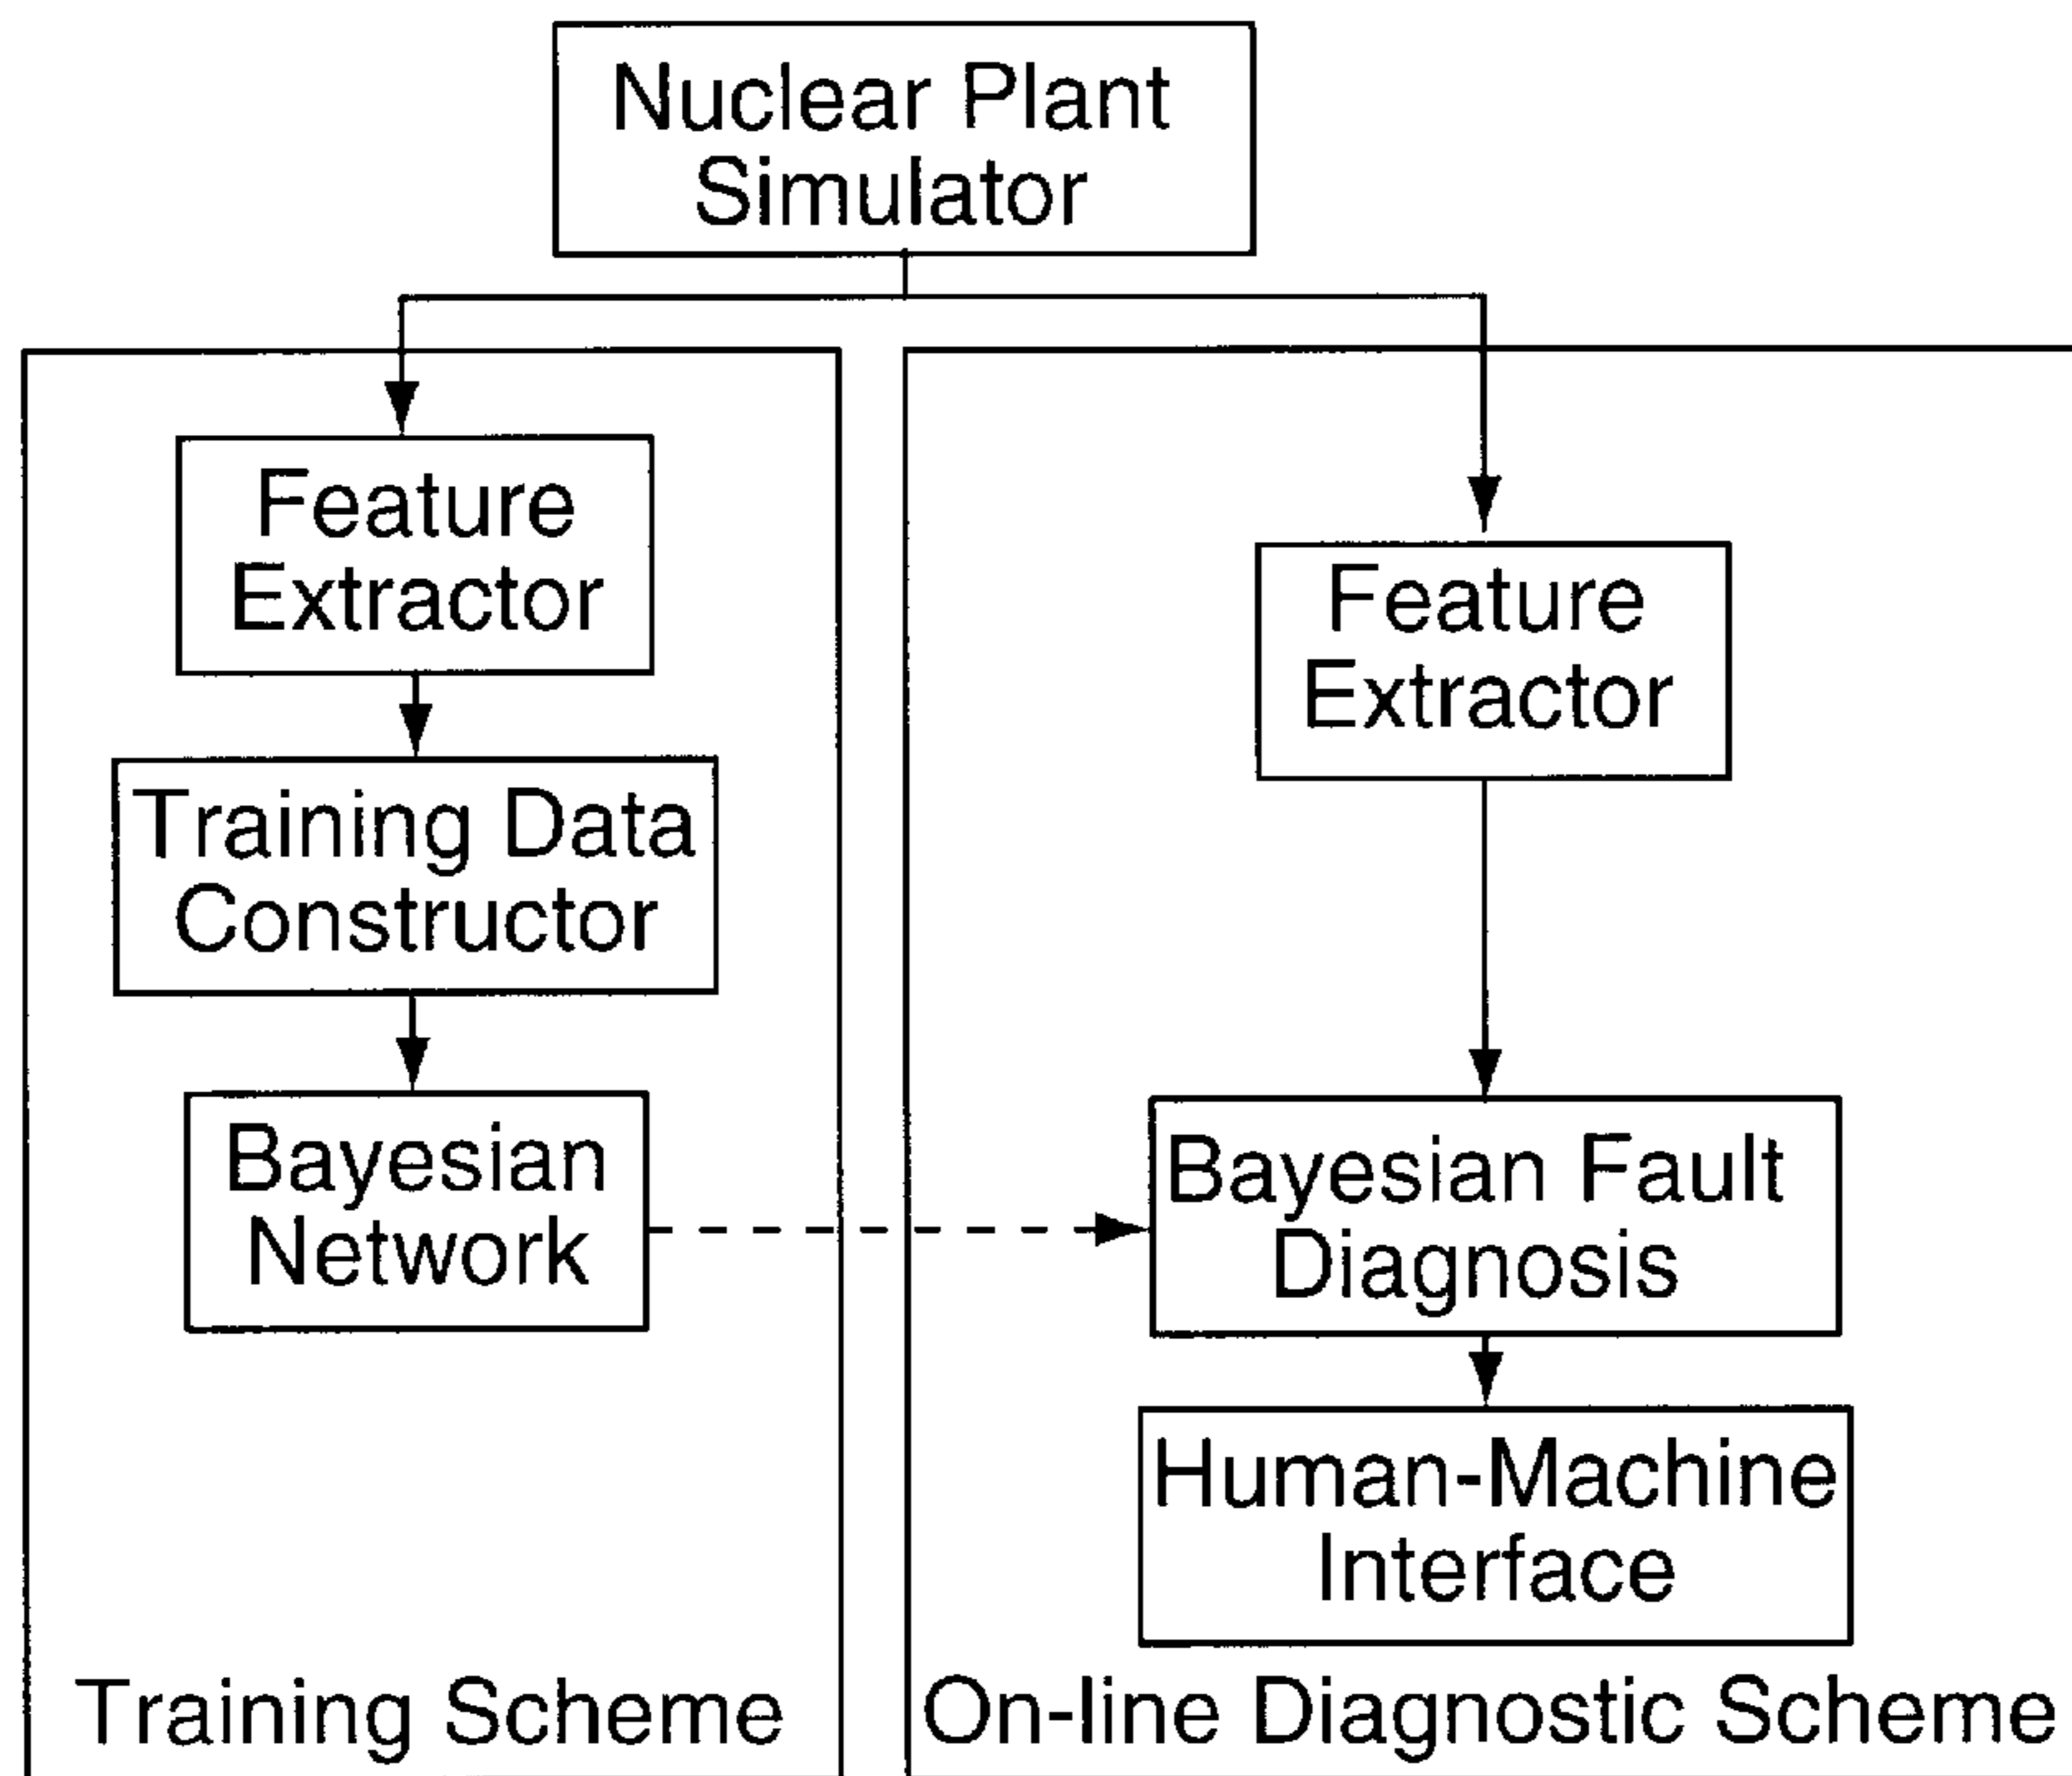 Nuclear Plant
Simulator
Feature
Extractor
Training Data
Constructor
Bayesian
Network
Training Scheme
Feature
Extractor
Bayesian Fault
Diagnosis
Human-Machine
Interface
On-line Diagnostic Scheme